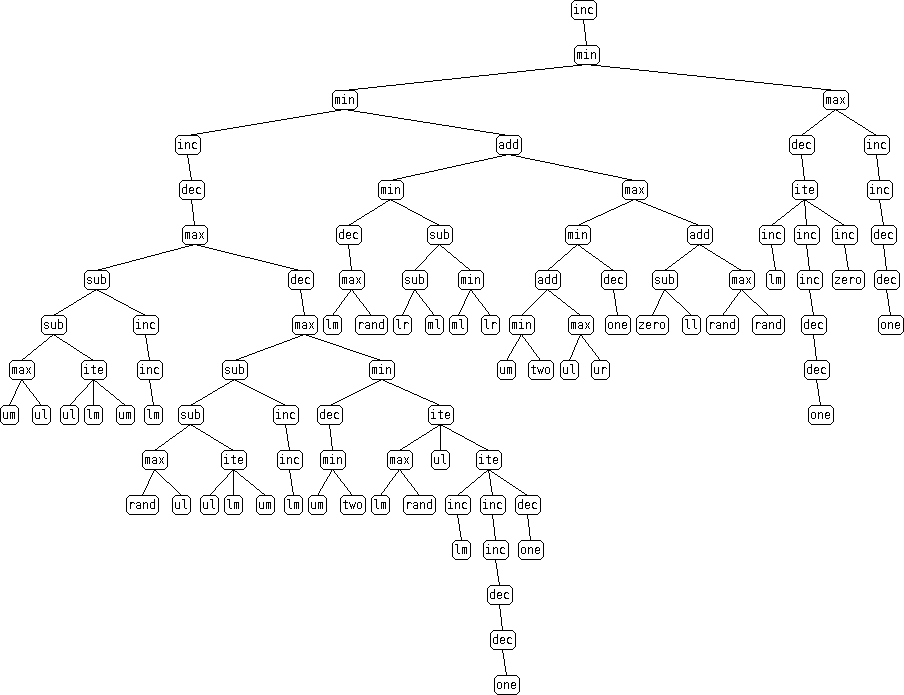 inc
min
min max
inc add dec inc
dec min max ite inc
max dec sub min add inc inc inc dec
sub dec max sub min add dec sub max lm inc zero dec
sub inc max lm rand lr ml ml lr min max one zero ll rand rand dec one
max ite inc sub min um two ul ur dec
um ul ul lm um lm sub inc dec ite one
max ite inc min max ul ite
rand ul ul lm um lm um two lm rand inc inc dec
lm inc one
dec
dec
one